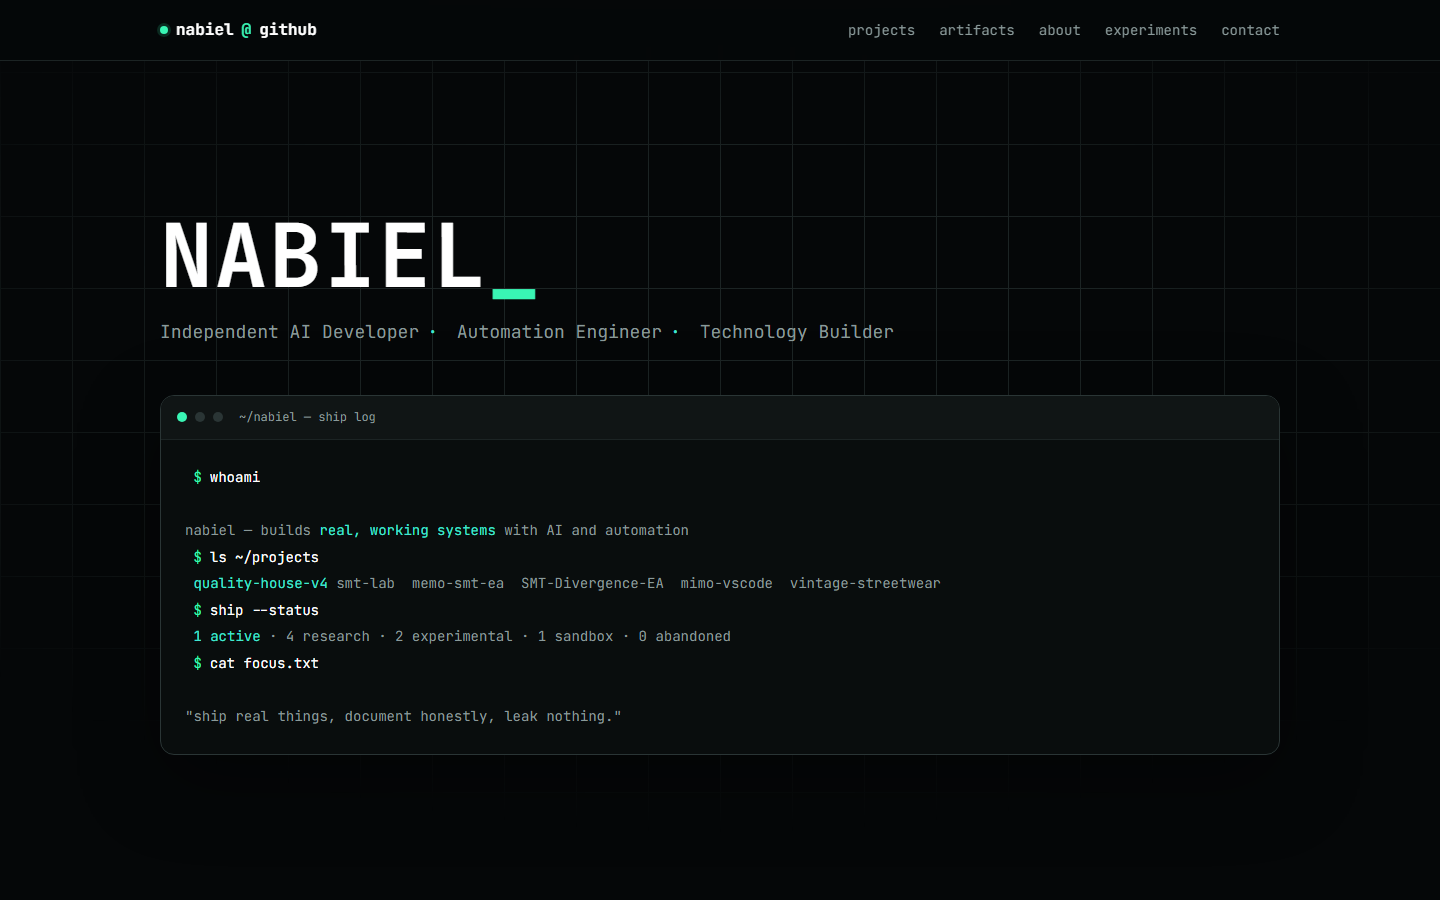 nabiel @ github
projects artifacts about experiments contact
NABIEL_
Independent AI Developer · Automation Engineer · Technology Builder
~/nabiel — ship log
$ whoami
nabiel — builds real, working systems with AI and automation
$ ls ~/projects
quality-house-v4 smt-lab memo-smt-ea SMT-Divergence-EA mimo-vscode vintage-streetwear
$ ship --status
1 active · 4 research · 2 experimental · 1 sandbox · 0 abandoned
$ cat focus.txt
"ship real things, document honestly, leak nothing."